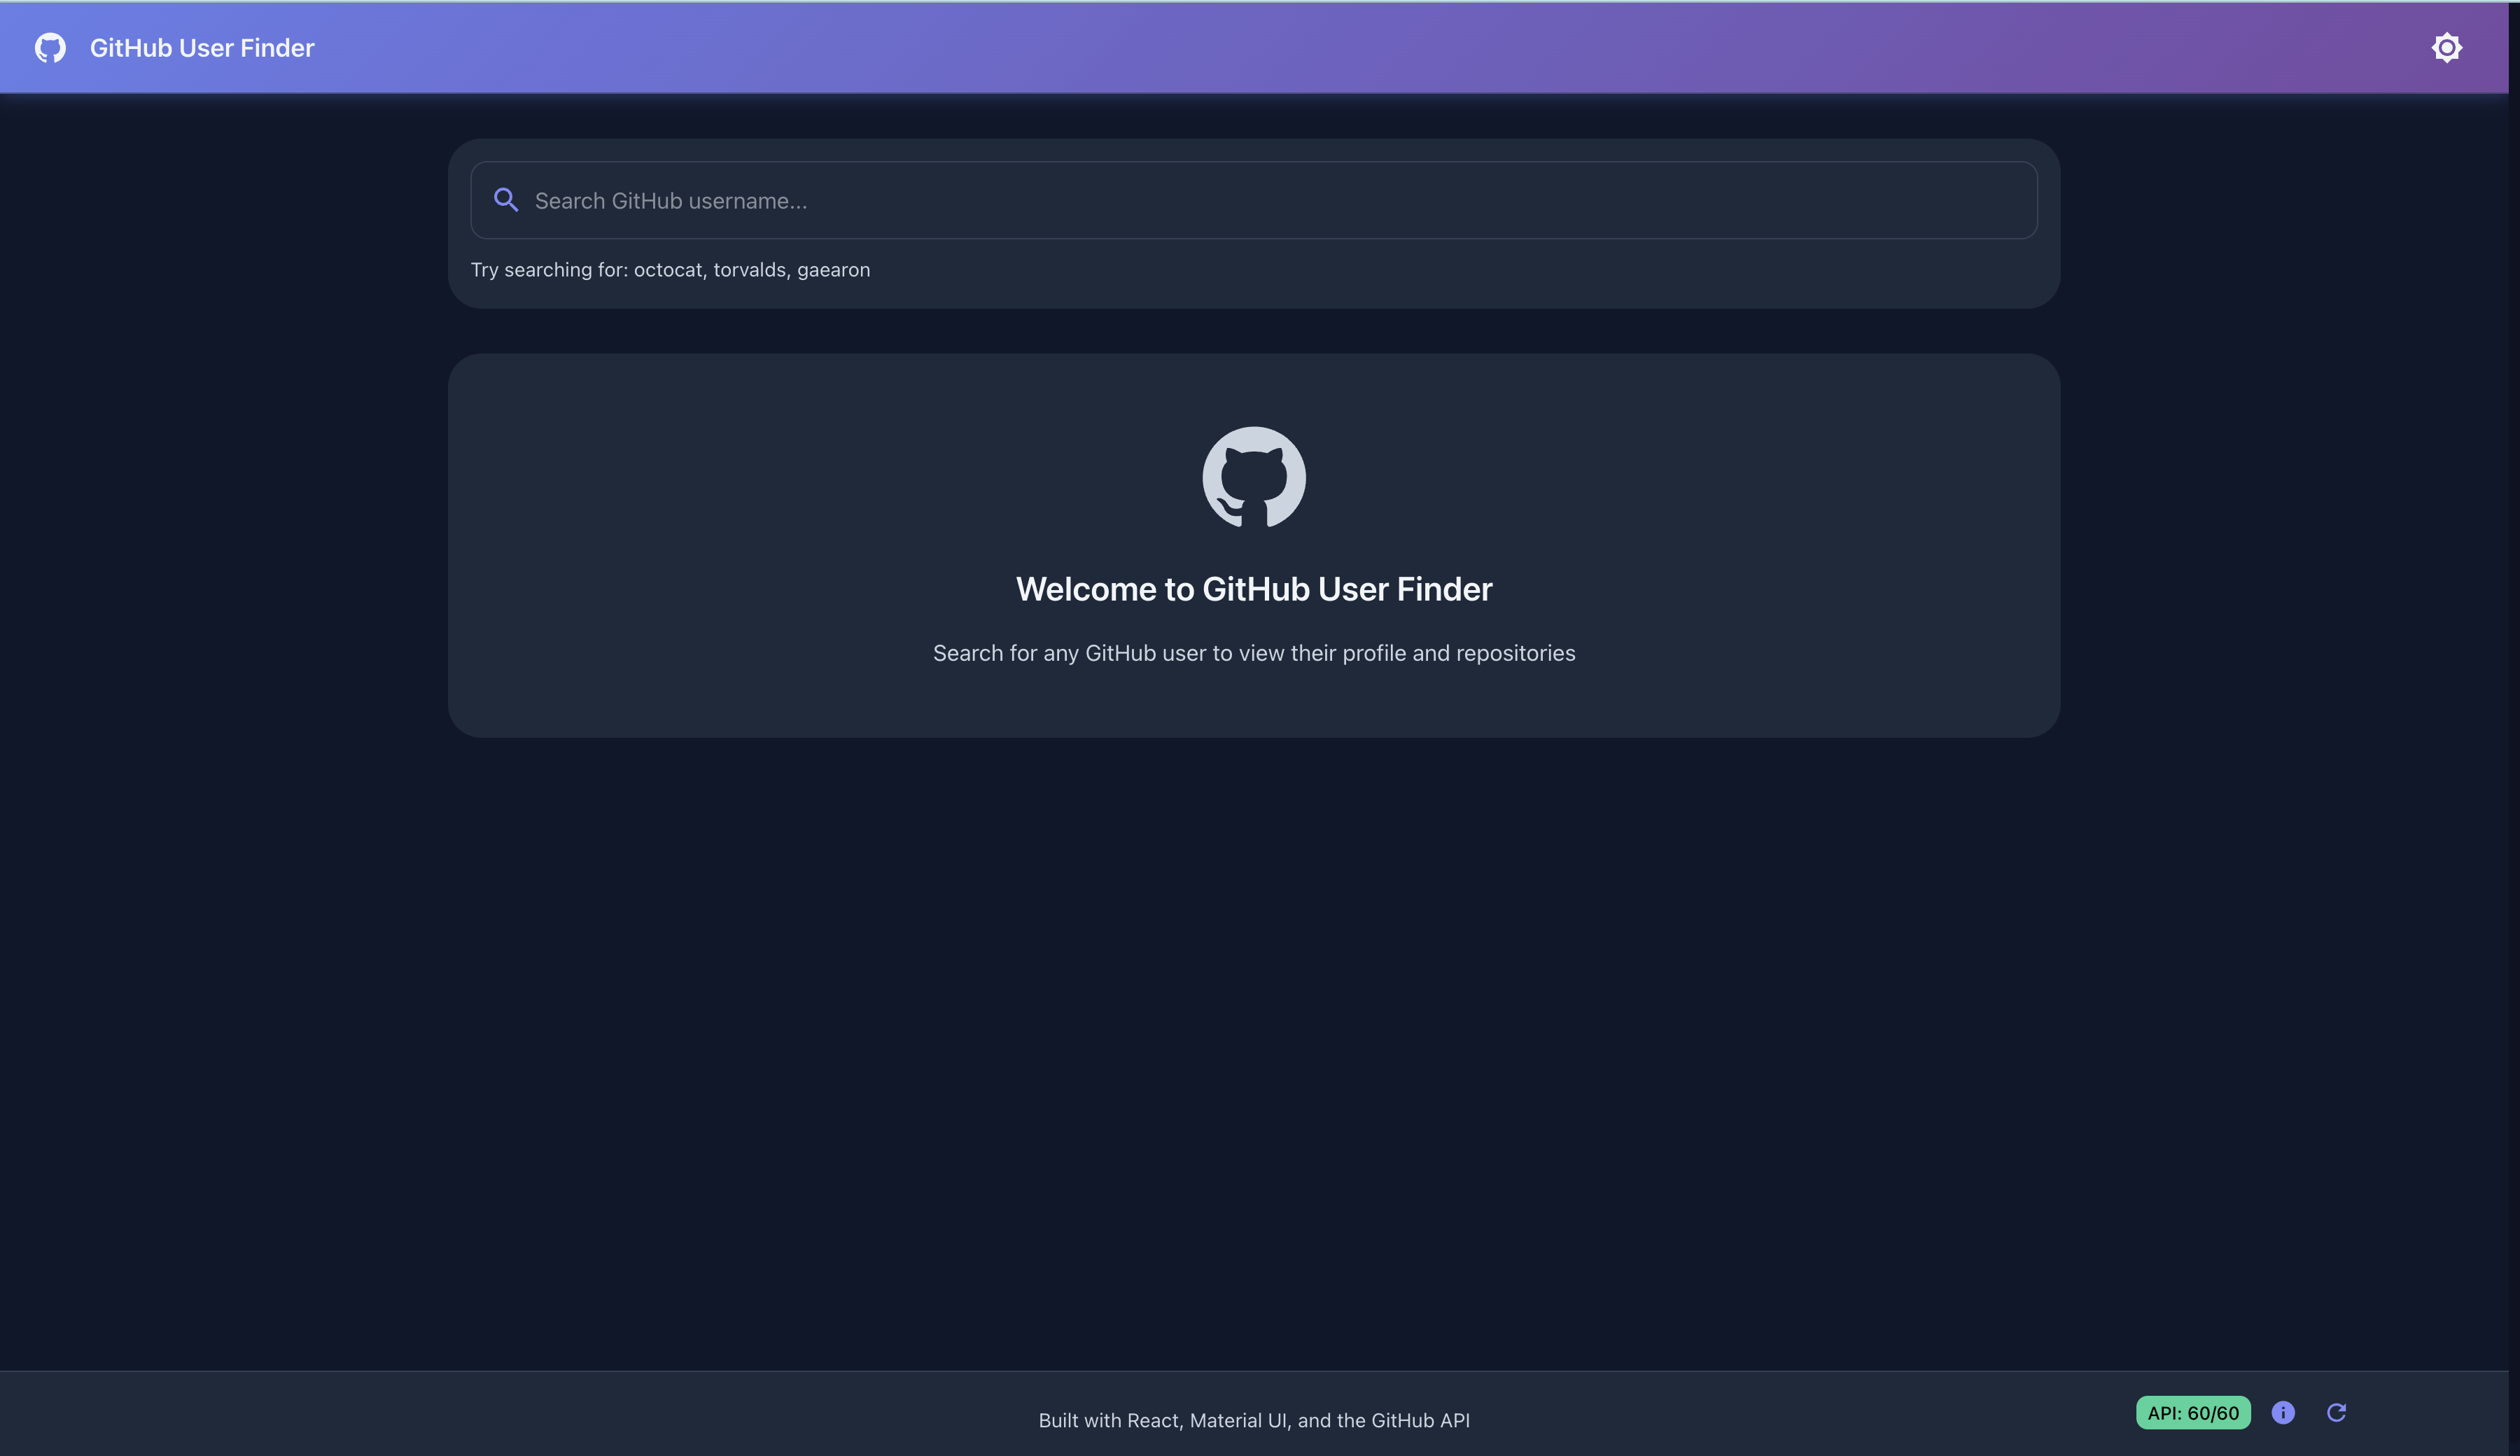 GitHub User Finder
Search GitHub username...
Try searching for: octocat, torvalds, gaearon
Welcome to GitHub User Finder
Search for any GitHub user to view their profile and repositories
Built with React, Material UI, and the GitHub API
API: 60/60